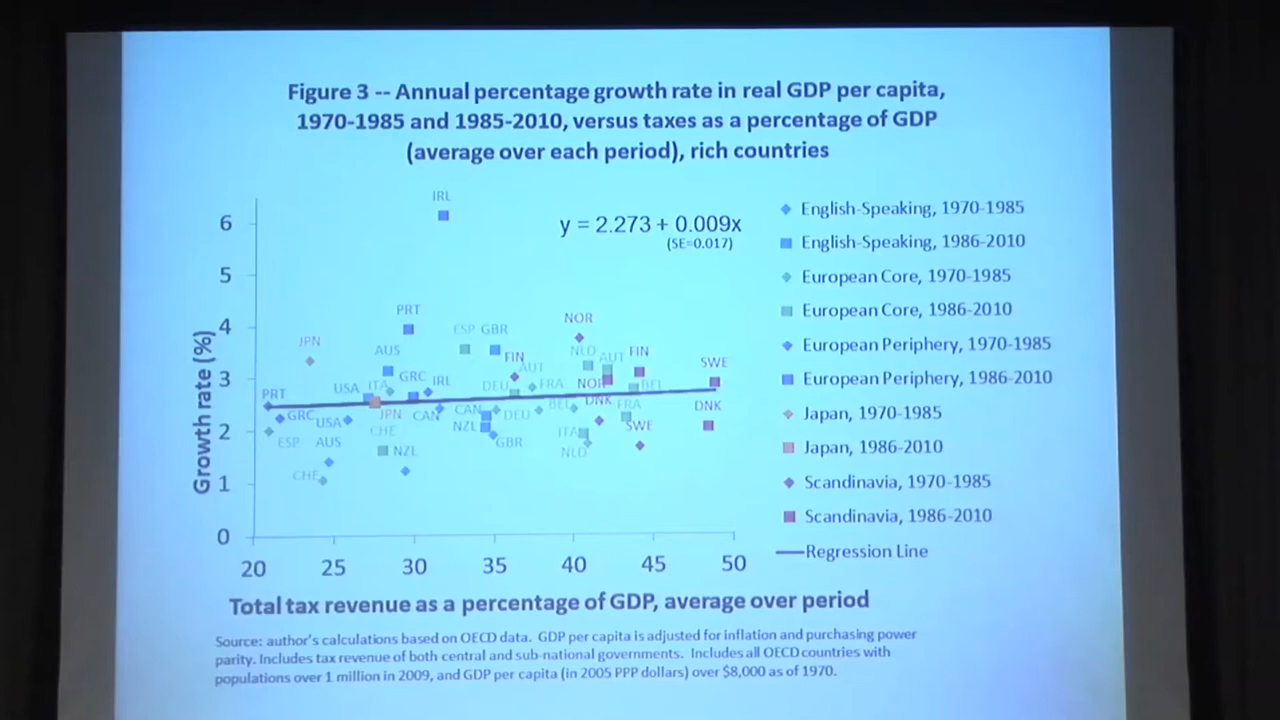 Figure 3 -- Annual percentage growth rate in real GDP per capita,
1970-1985 and 1985-2010, versus taxes as a percentage of GDP
(average over each period), rich countries
IRL
6
y = 2.273 + 0.009x
(SE=0.017)
5
PRT
4
ESP GBR
NOR
JPN
AUS
FIN
NLD
AUT
FIN
SWE
AUT
3
USA
ITA
GRC
IRL
DEU
FRA
NOR
BEL
PRT
GRC
USA
JPN
CAN
CAN
DEU
BEL
DNK
FRA
DNK
2
ESP
AUS
CHE
NZL
GBR
ITA
SWE
NLD
CHE
NZL
1
0
Growth rate (%)
20 25 30 35 40 45 50
Total tax revenue as a percentage of GDP, average over period
English-Speaking, 1970-1985
English-Speaking, 1986-2010
European Core, 1970-1985
European Core, 1986-2010
European Periphery, 1970-1985
European Periphery, 1986-2010
Japan, 1970-1985
Japan, 1986-2010
Scandinavia, 1970-1985
Scandinavia, 1986-2010
Regression Line
Source: author's calculations based on OECD data. GDP per capita is adjusted for inflation and purchasing power
parity. Includes tax revenue of both central and sub-national governments. Includes all OECD countries with
populations over 1 million in 2009, and GDP per capita (in 2005 PPP dollars) over $8,000 as of 1970.